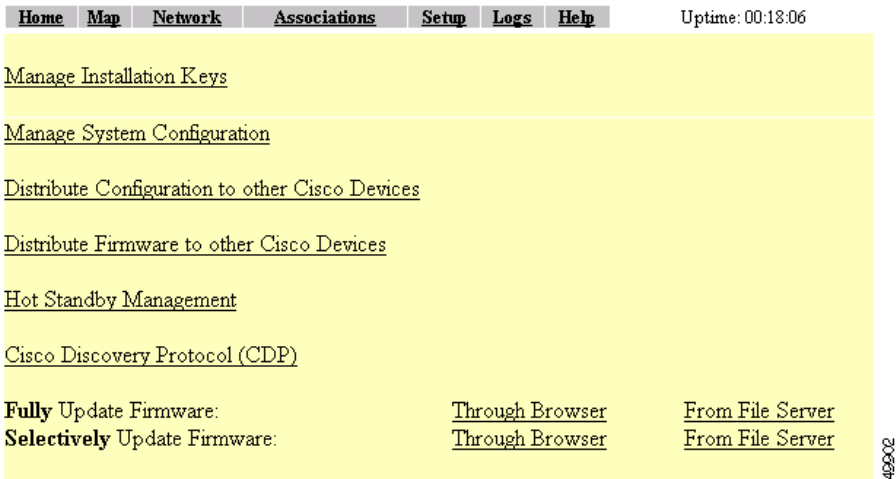 Home Map Network Associations Setup Logs Help Uptime: 00:18:06
Manage Installation Keys
Manage System Configuration
Distribute Configuration to other Cisco Devices
Distribute Firmware to other Cisco Devices
Hot Standby Management
Cisco Discovery Protocol (CDP)
Fully Update Firmware: Through Browser From File Server
Selectively Update Firmware: Through Browser From File Server
49902